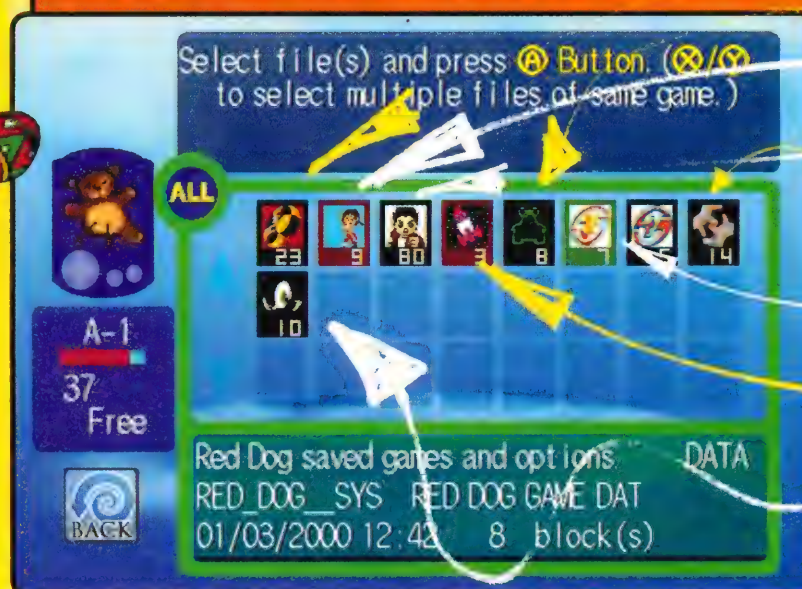 Select file(s) and press Ⓐ Button. (Ⓧ/Ⓨ
to select multiple files of same game.)
ALL
23 9 80 3 8 7 14
10
A-1
37
Free
BACK
Red Dog saved games and options DATA
RED_DOG__SYS RED DOG GAME DAT
01/03/2000 12:42 8 block(s)